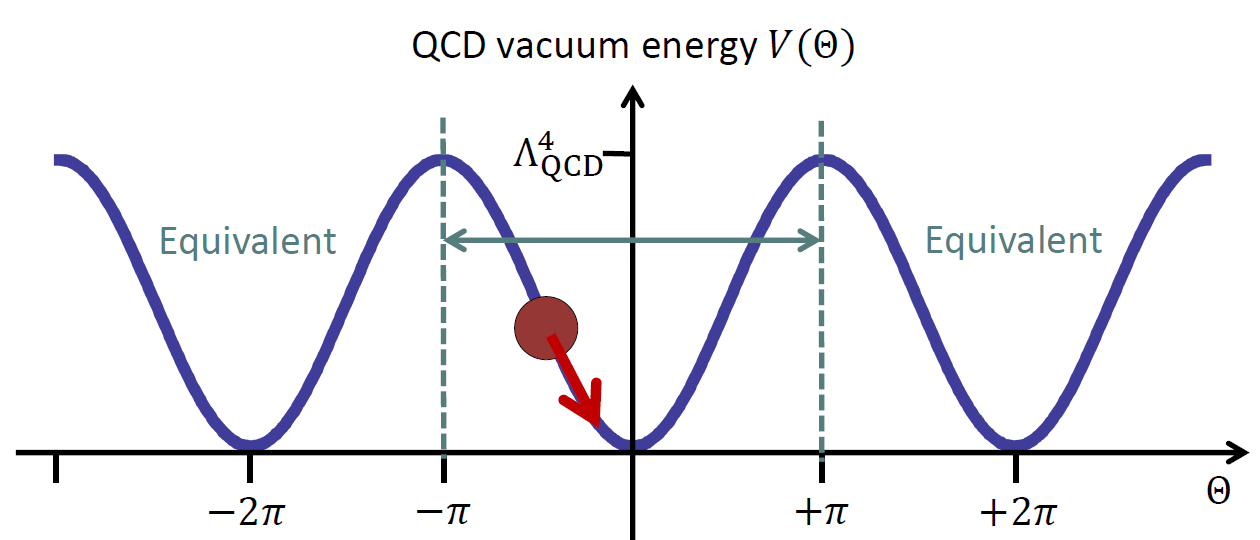 QCD vacuum energy V(Θ)
Λ⁴QCD
Equivalent
Equivalent
−2π
−π
+π
+2π
Θ